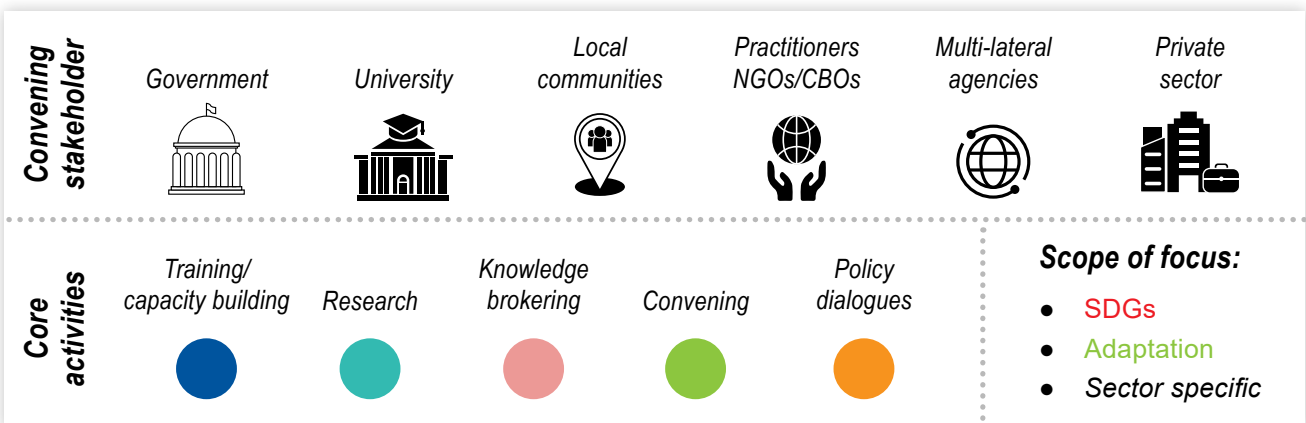 Convening
stakeholder
Government
University
Local
communities
Practitioners
NGOs/CBOs
Multi-lateral
agencies
Private
sector
Core
activities
Training/
capacity building
Research
Knowledge
brokering
Convening
Policy
dialogues
Scope of focus:
● SDGs
● Adaptation
● Sector specific